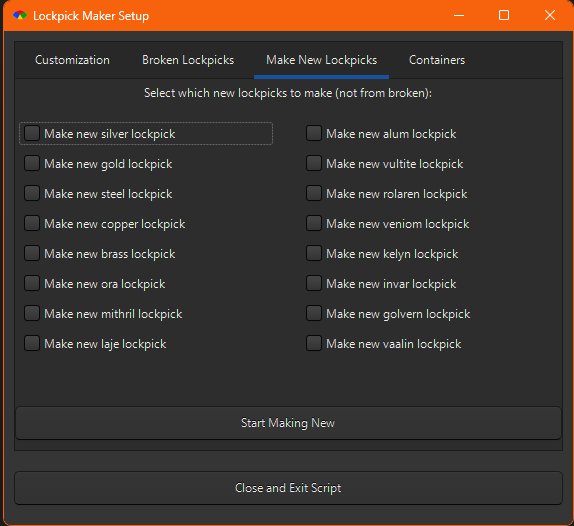 Lockpick Maker Setup
Customization Broken Lockpicks Make New Lockpicks Containers
Select which new lockpicks to make (not from broken):
Make new silver lockpick Make new alum lockpick
Make new gold lockpick Make new vultite lockpick
Make new steel lockpick Make new rolaren lockpick
Make new copper lockpick Make new veniom lockpick
Make new brass lockpick Make new kelyn lockpick
Make new ora lockpick Make new invar lockpick
Make new mithril lockpick Make new golvern lockpick
Make new laje lockpick Make new vaalin lockpick
Start Making New
Close and Exit Script